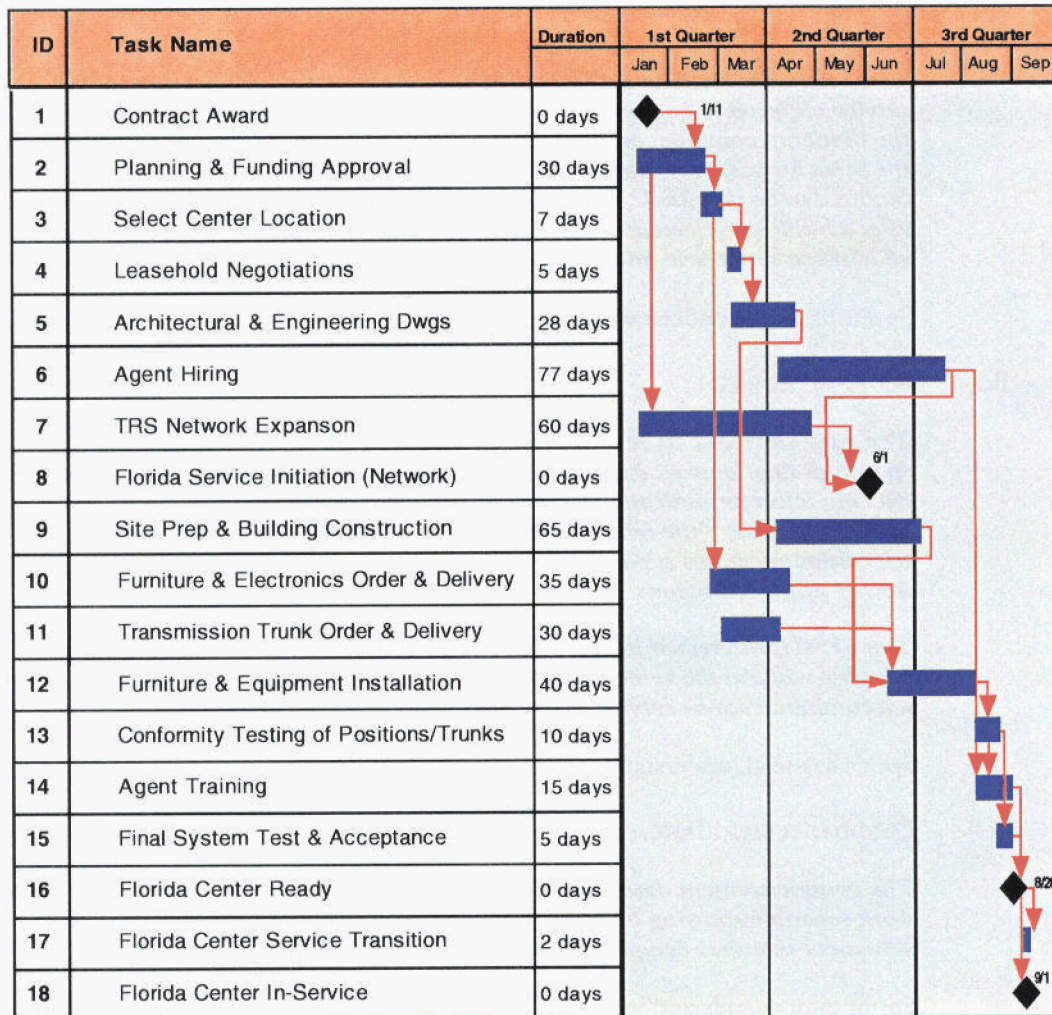 ID Task Name Duration 1st Quarter 2nd Quarter 3rd Quarter
Jan Feb Mar Apr May Jun Jul Aug Sep
1 Contract Award 0 days 1/11
2 Planning & Funding Approval 30 days
3 Select Center Location 7 days
4 Leasehold Negotiations 5 days
5 Architectural & Engineering Dwgs 28 days
6 Agent Hiring 77 days
7 TRS Network Expanson 60 days
8 Florida Service Initiation (Network) 0 days 6/1
9 Site Prep & Building Construction 65 days
10 Furniture & Electronics Order & Delivery 35 days
11 Transmission Trunk Order & Delivery 30 days
12 Furniture & Equipment Installation 40 days
13 Conformity Testing of Positions/Trunks 10 days
14 Agent Training 15 days
15 Final System Test & Acceptance 5 days
16 Florida Center Ready 0 days
17 Florida Center Service Transition 2 days
18 Florida Center In-Service 0 days 9/1